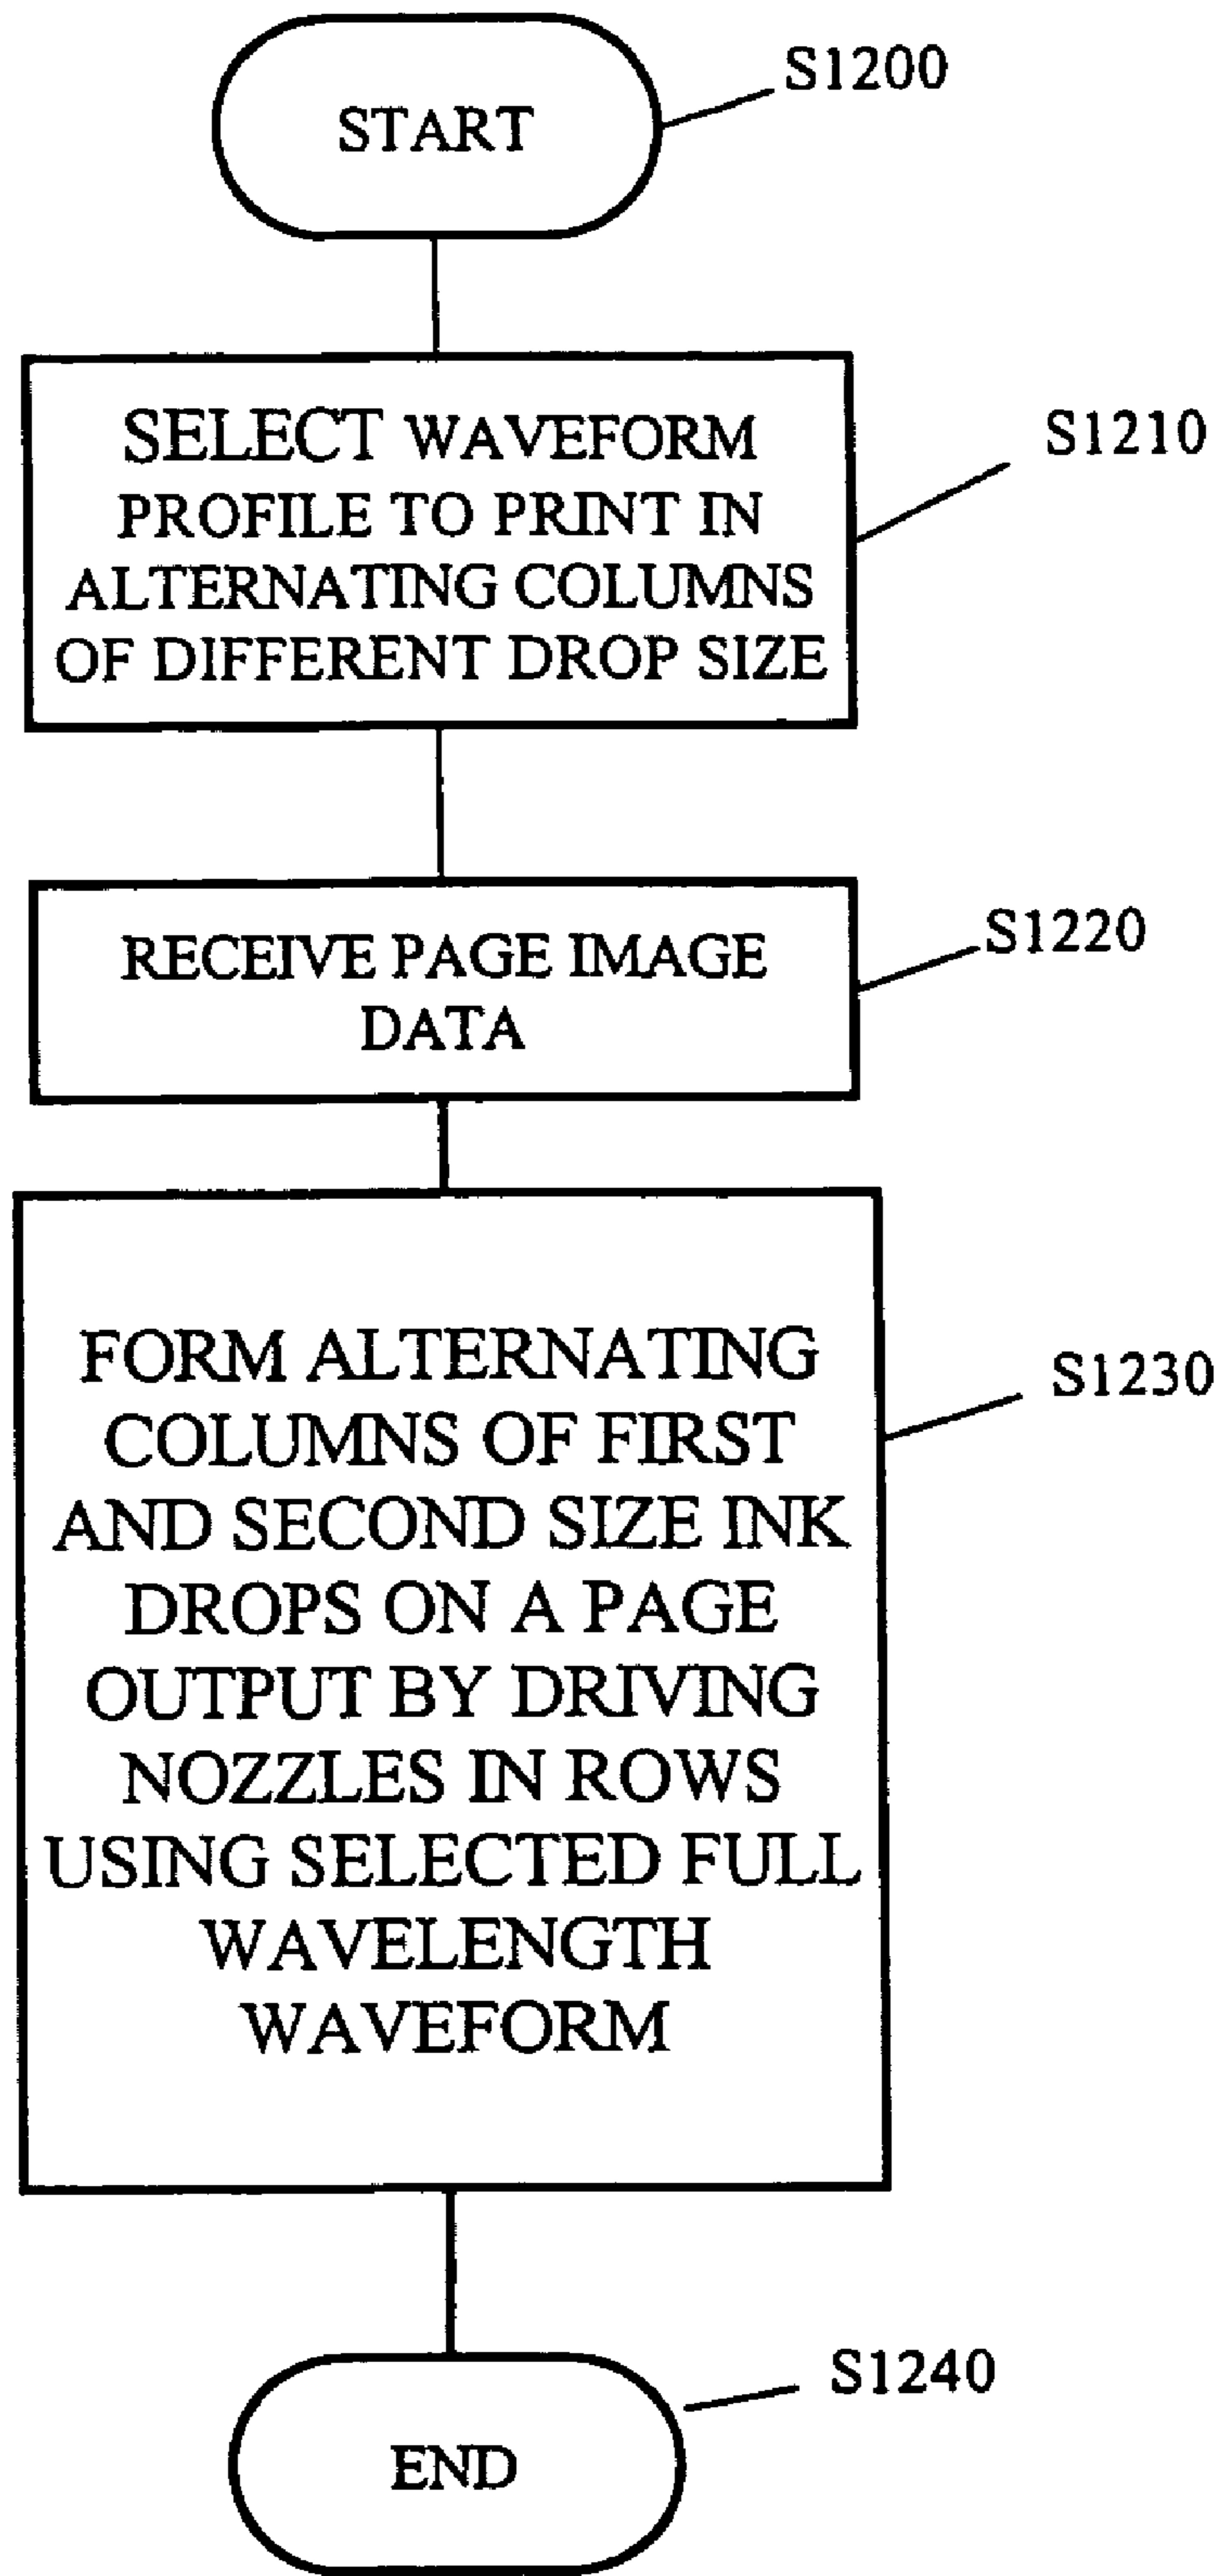 START
S1200
SELECT WAVEFORM
PROFILE TO PRINT IN
ALTERNATING COLUMNS
OF DIFFERENT DROP SIZE
S1210
RECEIVE PAGE IMAGE
DATA
S1220
FORM ALTERNATING
COLUMNS OF FIRST
AND SECOND SIZE INK
DROPS ON A PAGE
OUTPUT BY DRIVING
NOZZLES IN ROWS
USING SELECTED FULL
WAVELENGTH
WAVEFORM
S1230
END
S1240